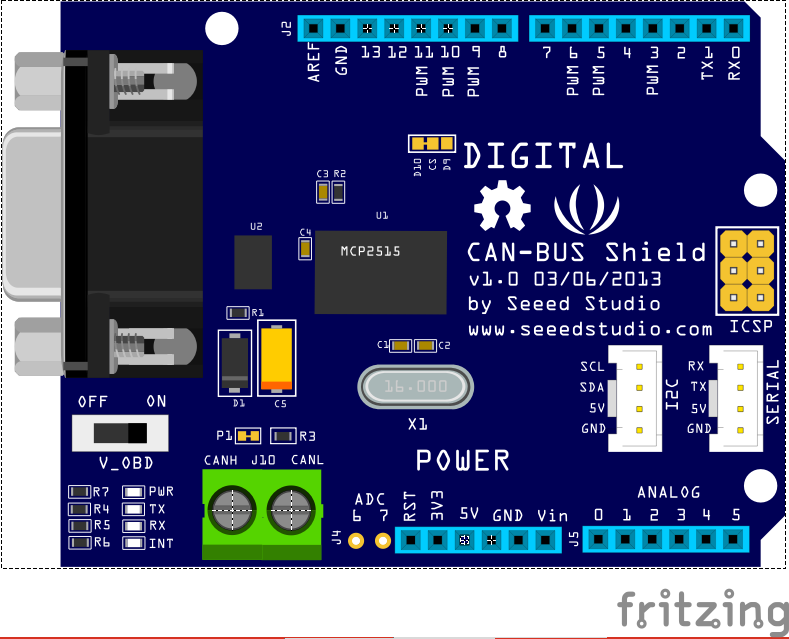 J2
AREF GND 13 12 11 10 9 8 7 6 5 4 3 2 TX1 RX0
PWM PWM PWM PWM PWM PWM
D10 C2 D9
DIGITAL
C3 R2
U1
U2
C4
MCP2515
CAN-BUS Shield
v1.0 03/06/2013
by Seeed Studio
www.seeedstudio.com
ICSP
R1
C1 C2
D1 C5
16.000
X1
SCL
SDA
5V
GND
I2C
RX
TX
5V
GND
SERIAL
OFF ON
V_OBD
P1 R3
CANH J10 CANL
POWER
R7 PWR
R4 TX
R5 RX
R6 INT
ADC
6 7
J4
RST 3V3 5V GND Vin
J5
ANALOG
0 1 2 3 4 5
fritzing